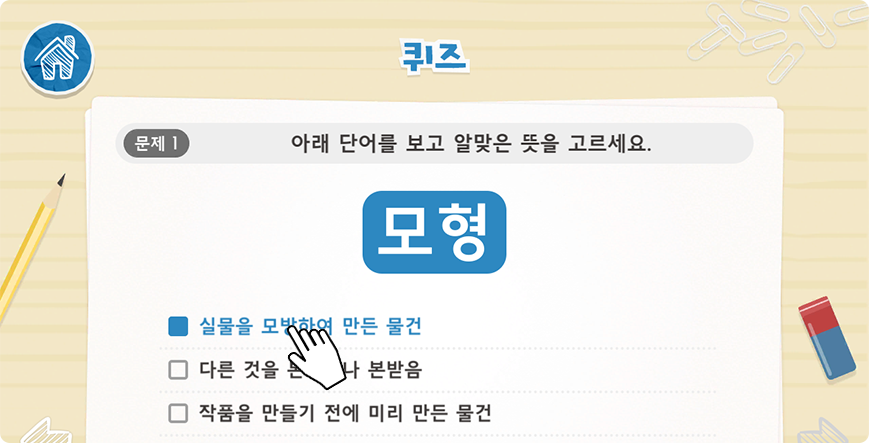 퀴즈
문제 1
아래 단어를 보고 알맞은 뜻을 고르세요.
모형
실물을 모방하여 만든 물건
다른 것을 본받음
작품을 만들기 전에 미리 만든 물건